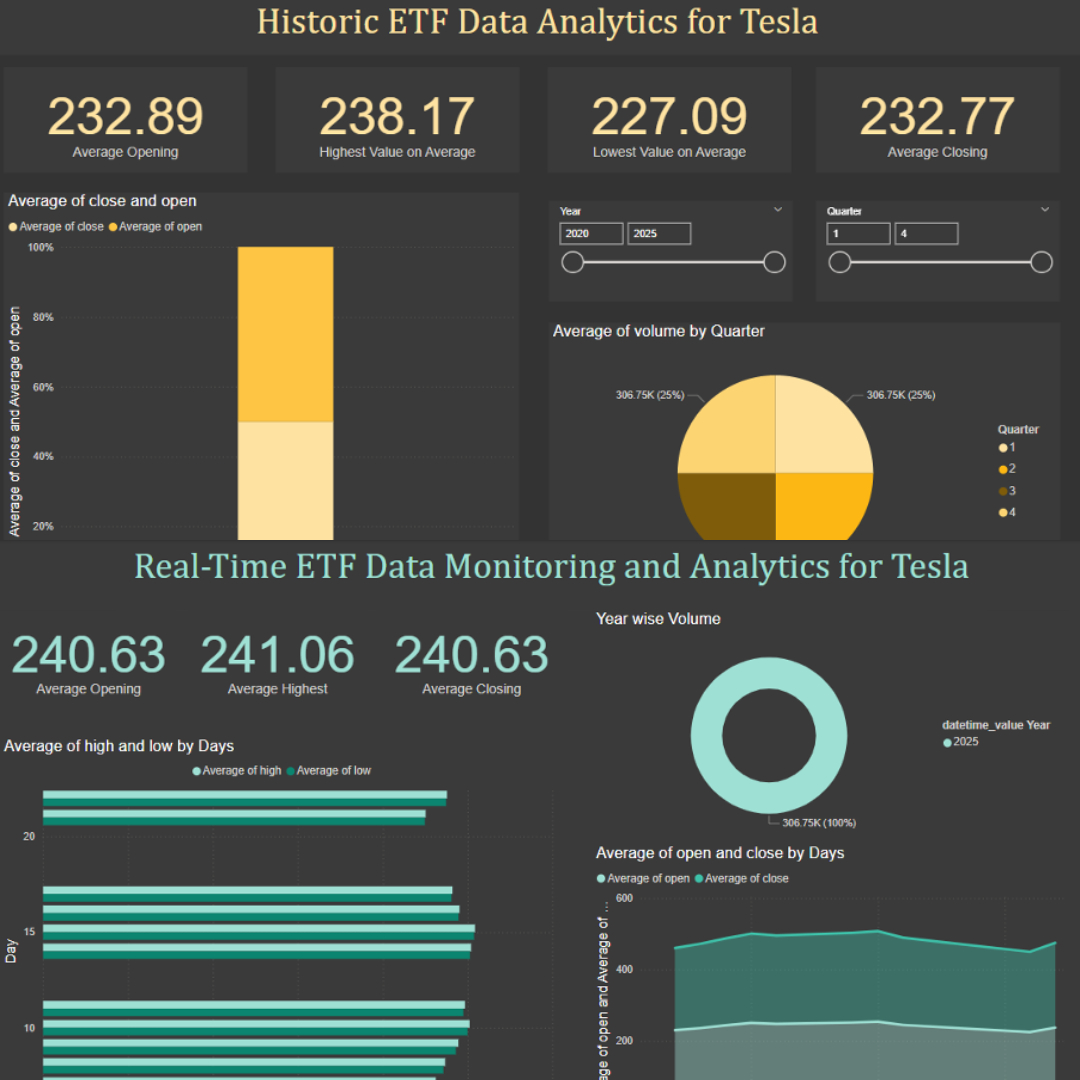 Historic ETF Data Analytics for Tesla
232.89
Average Opening
238.17
Highest Value on Average
227.09
Lowest Value on Average
232.77
Average Closing
Average of close and open
Average of close Average of open
Average of close and Average of open
100%
80%
60%
40%
20%
Year
2020 2025
Quarter
1 4
Average of volume by Quarter
306.75K (25%)
306.75K (25%)
Quarter
1
2
3
4
Real-Time ETF Data Monitoring and Analytics for Tesla
240.63
Average Opening
241.06
Average Highest
240.63
Average Closing
Year wise Volume
datetime_value Year
2025
306.75K (100%)
Average of high and low by Days
Average of high Average of low
Day
20
15
10
Average of open and close by Days
Average of open Average of close
age of open and Average of ...
600
400
200